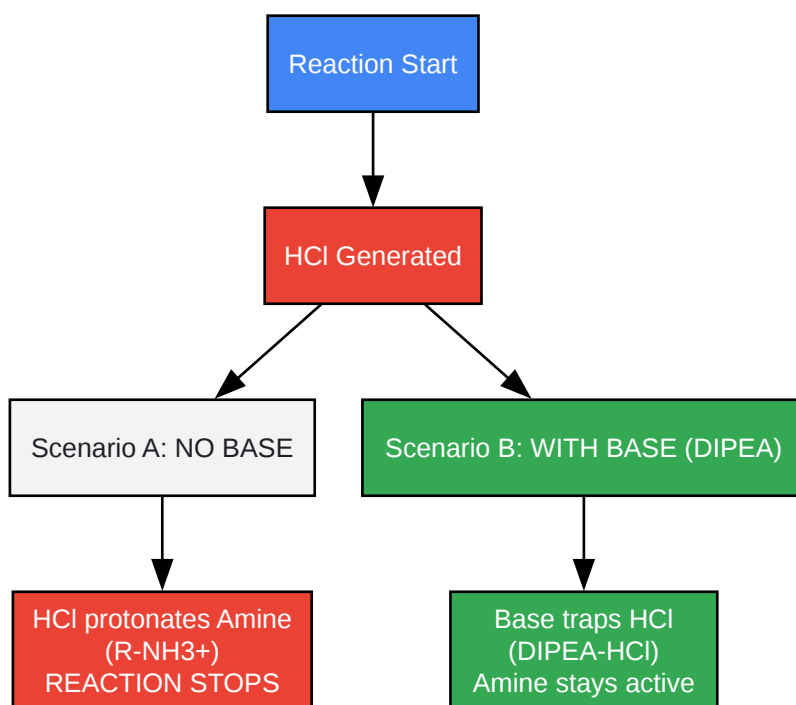 Reaction Start
HCl Generated
Scenario A: NO BASE
Scenario B: WITH BASE (DIPEA)
HCl protonates Amine
(R-NH3+)
REACTION STOPS
Base traps HCl
(DIPEA-HCl)
Amine stays active